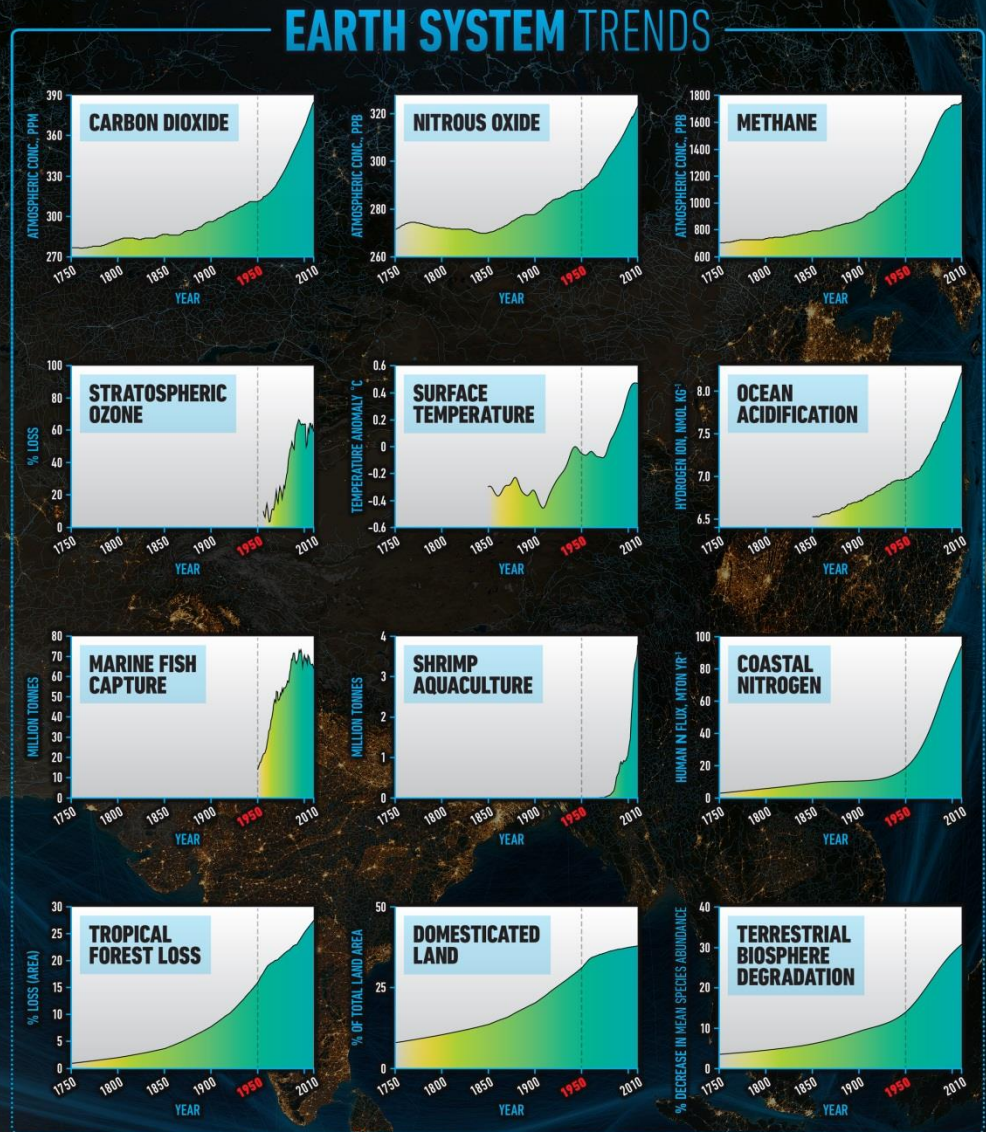 EARTH SYSTEM TRENDS
CARBON DIOXIDE
ATMOSPHERIC CONC., PPM
390
360
330
300
270
1750
1800
1850
1900
1950
2010
YEAR
NITROUS OXIDE
ATMOSPHERIC CONC., PPB
320
300
280
260
1750
1800
1850
1900
1950
2010
YEAR
METHANE
ATMOSPHERIC CONC., PPB
1800
1600
1400
1200
1000
800
600
1750
1800
1850
1900
1950
2010
YEAR
STRATOSPHERIC
OZONE
% LOSS
100
80
60
40
20
0
1750
1800
1850
1900
1950
2010
YEAR
SURFACE
TEMPERATURE
TEMPERATURE ANOMALY °C
0.6
0.4
0.2
0
-0.2
-0.4
-0.6
1750
1800
1850
1900
1950
2010
YEAR
OCEAN
ACIDIFICATION
HYDROGEN ION, NMOL KG⁻¹
8.0
7.5
7.0
6.5
1750
1800
1850
1900
1950
2010
YEAR
MARINE FISH
CAPTURE
MILLION TONNES
80
70
60
50
40
30
20
10
0
1750
1800
1850
1900
1950
2010
YEAR
SHRIMP
AQUACULTURE
MILLION TONNES
4
3
2
1
0
1750
1800
1850
1900
1950
2010
YEAR
COASTAL
NITROGEN
HUMAN N FLUX, MTON YR⁻¹
100
80
60
40
20
0
1750
1800
1850
1900
1950
2010
YEAR
TROPICAL
FOREST LOSS
% LOSS (AREA)
30
25
20
15
10
5
0
1750
1800
1850
1900
1950
2010
YEAR
DOMESTICATED
LAND
% OF TOTAL LAND AREA
50
25
0
1750
1800
1850
1900
1950
2010
YEAR
TERRESTRIAL
BIOSPHERE
DEGRADATION
% DECREASE IN MEAN SPECIES ABUNDANCE
40
30
20
10
0
1750
1800
1850
1900
1950
2010
YEAR